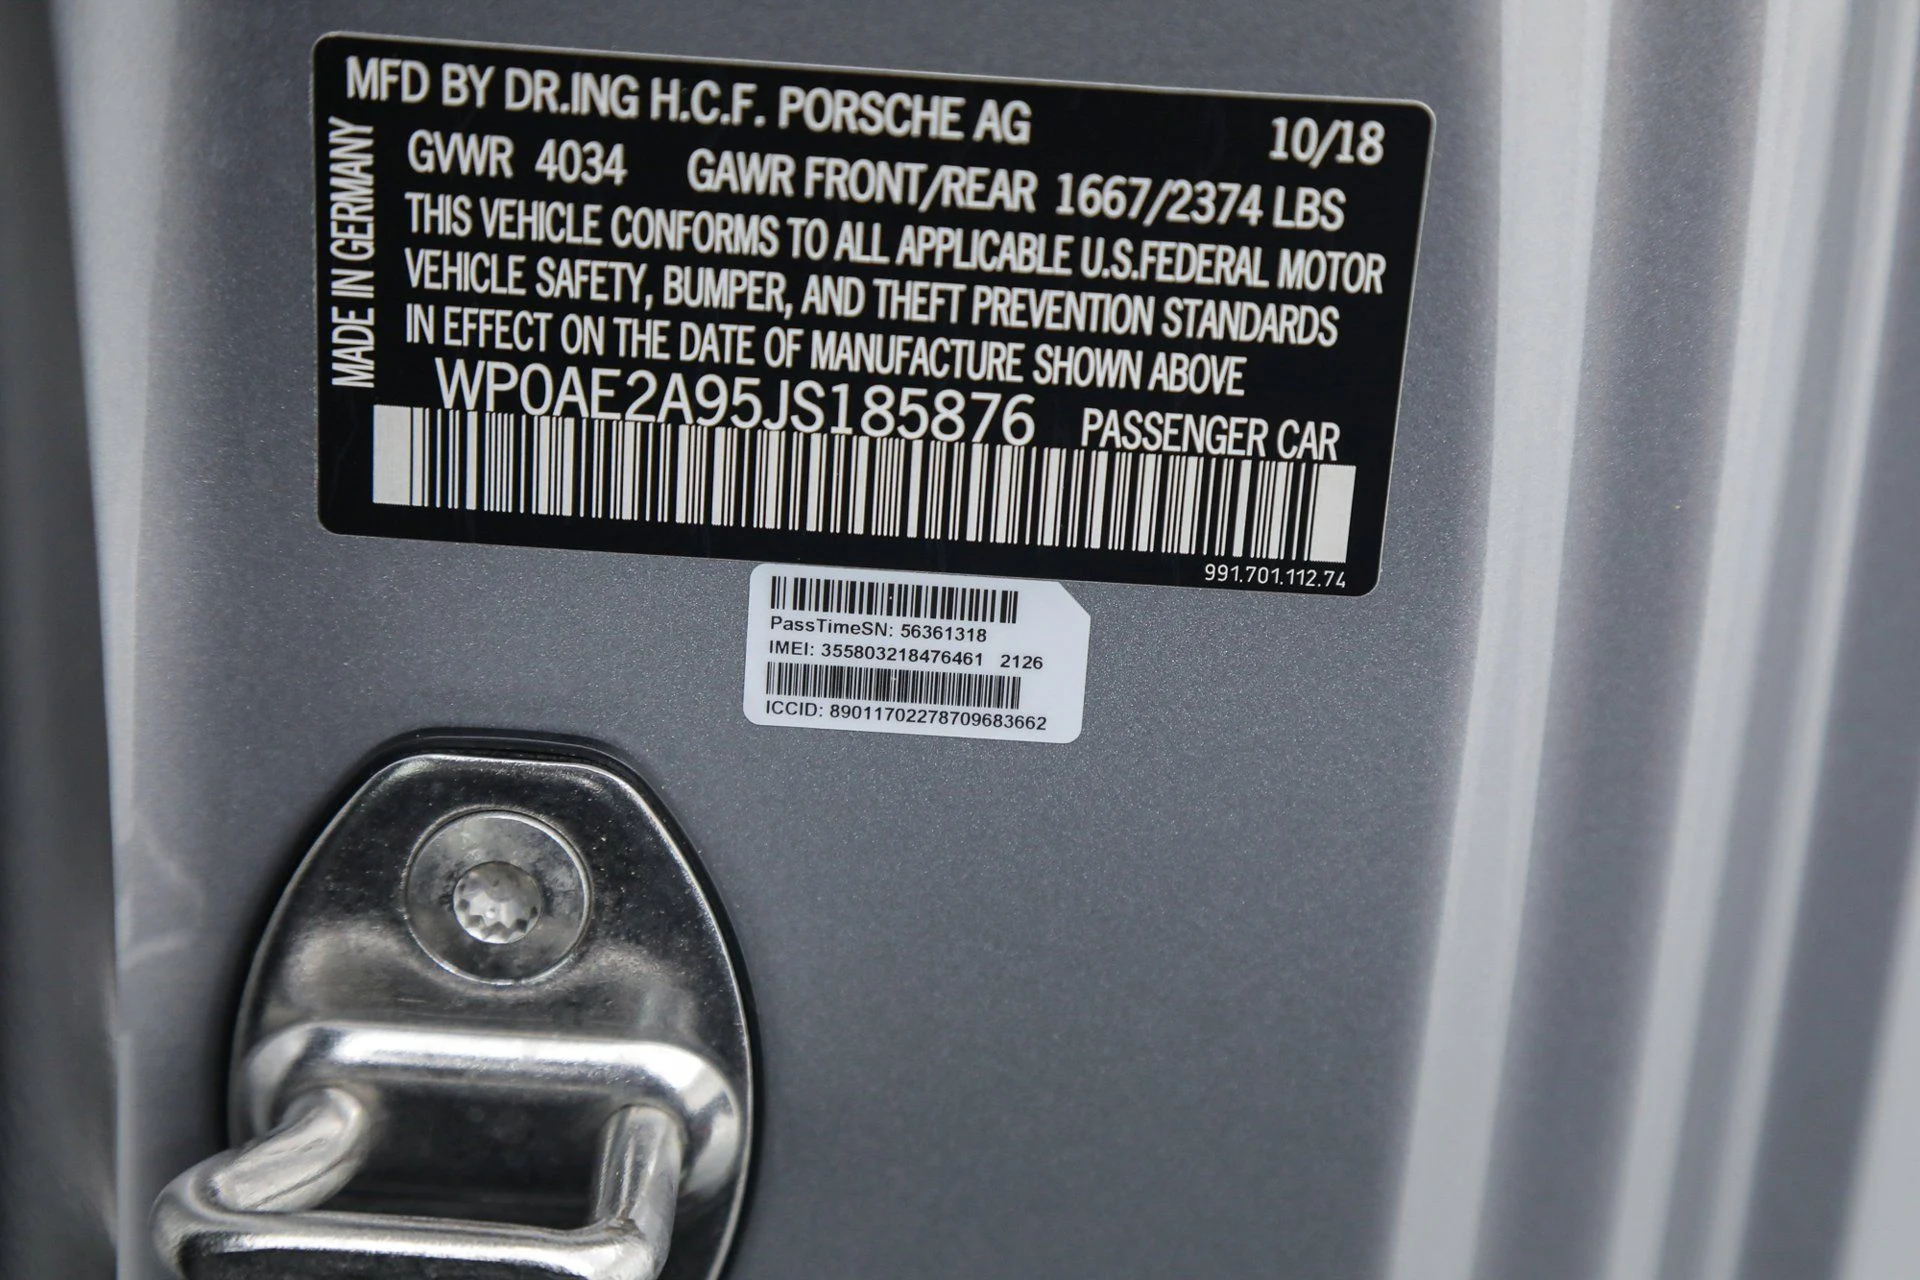 MFD BY DR.ING H.C.F. PORSCHE AG 10/18
MADE IN GERMANY
GVWR 4034 GAWR FRONT/REAR 1667/2374 LBS
THIS VEHICLE CONFORMS TO ALL APPLICABLE U.S.FEDERAL MOTOR
VEHICLE SAFETY, BUMPER, AND THEFT PREVENTION STANDARDS
IN EFFECT ON THE DATE OF MANUFACTURE SHOWN ABOVE
WP0AE2A95JS185876 PASSENGER CAR
991.701.112.74
PassTimeSN: 56361318
IMEI: 355803218476461 2126
ICCID: 89011702278709683662